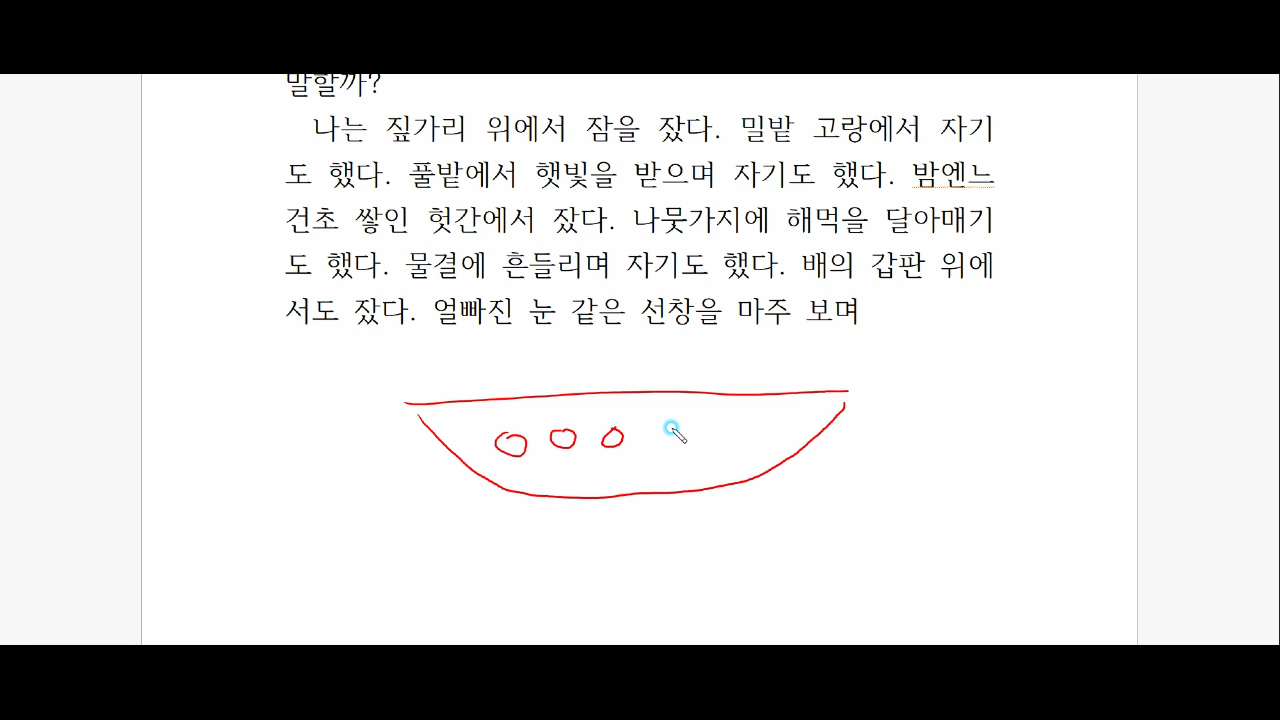 말할까?
나는 짚가리 위에서 잠을 잤다. 밀밭 고랑에서 자기
도 했다. 풀밭에서 햇빛을 받으며 자기도 했다. 밤엔느
건초 쌓인 헛간에서 잤다. 나뭇가지에 해먹을 달아매기
도 했다. 물결에 흔들리며 자기도 했다. 배의 갑판 위에
서도 잤다. 얼빠진 눈 같은 선창을 마주 보며